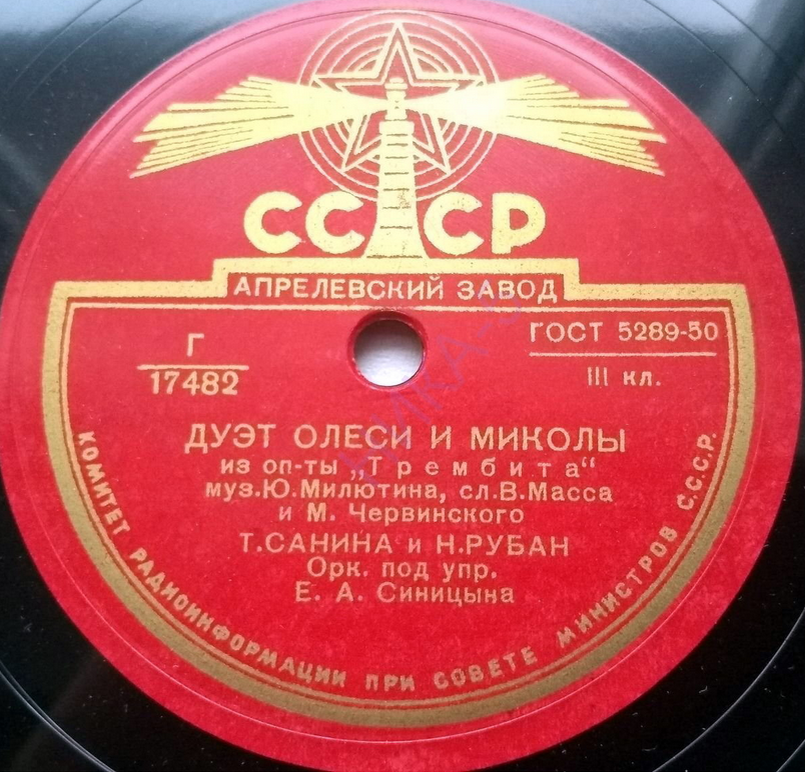 СССР
АПРЕЛЕВСКИЙ ЗАВОД
Г
17482
ГОСТ 5289-50
III кл.
ДУЭТ ОЛЕСИ И МИКОЛЫ
из оп-ты „Трембита“
муз.Ю.Милютина, сл.В.Масса
и М. Червинского
Т.САНИНА и Н.РУБАН
Орк. под упр.
Е. А. Синицына
КОМИТЕТ РАДИОИНФОРМАЦИИ ПРИ СОВЕТЕ МИНИСТРОВ С.С.С.Р.